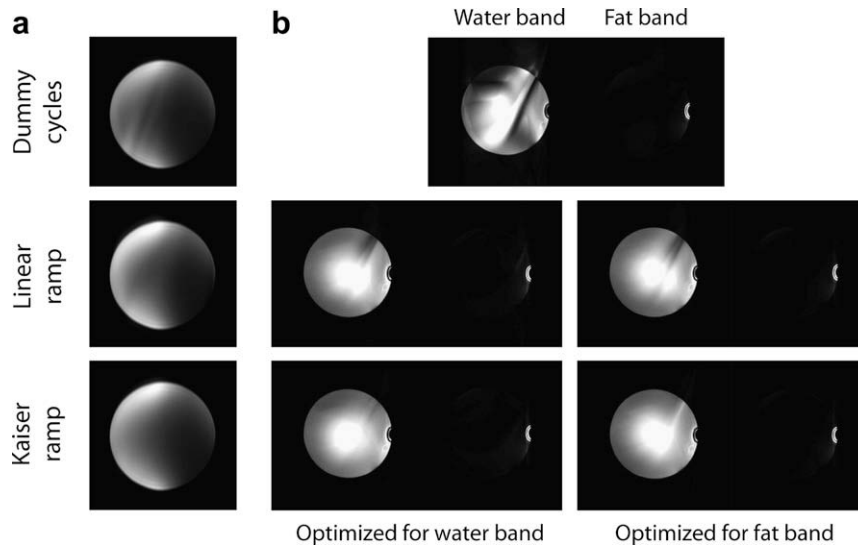 a
b
Water band
Fat band
Dummy
cycles
Linear
ramp
Kaiser
ramp
Optimized for water band
Optimized for fat band